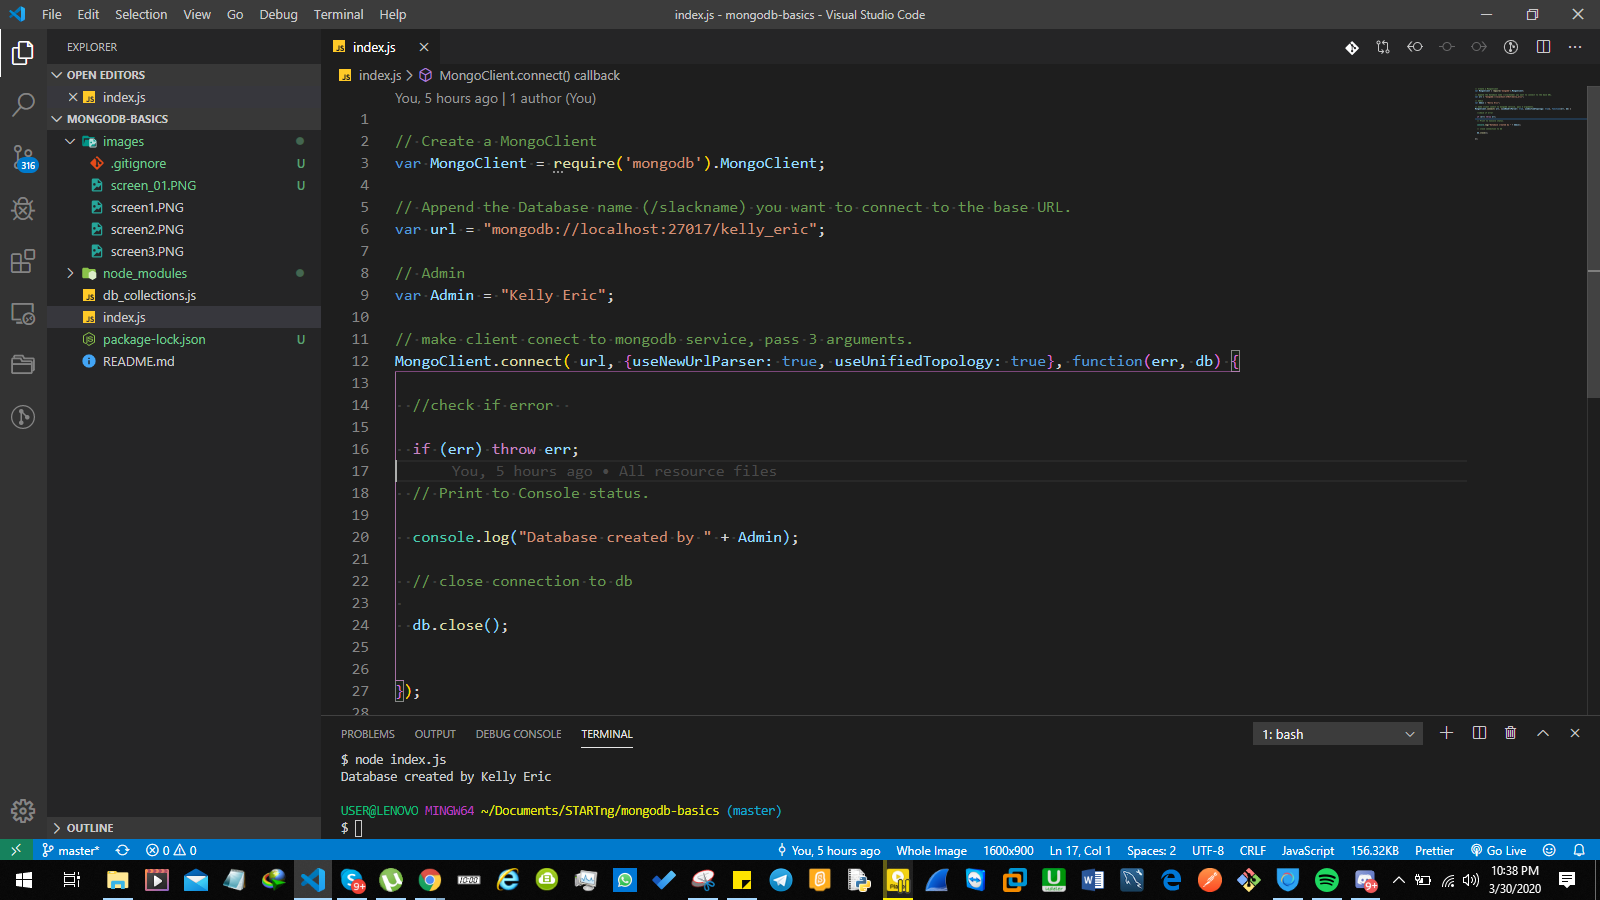 File Edit Selection View Go Debug Terminal Help
index.js - mongodb-basics - Visual Studio Code
EXPLORER
OPEN EDITORS
index.js
MONGODB-BASICS
images
.gitignore U
screen_01.PNG U
screen1.PNG
screen2.PNG
screen3.PNG
node_modules
db_collections.js
index.js
package-lock.json U
README.md
OUTLINE
316
index.js
index.js > MongoClient.connect() callback
You, 5 hours ago | 1 author (You)
1
2 // Create a MongoClient
3 var MongoClient = require('mongodb').MongoClient;
4
5 // Append the Database name (/slackname) you want to connect to the base URL.
6 var url = "mongodb://localhost:27017/kelly_eric";
7
8 // Admin
9 var Admin = "Kelly Eric";
10
11 // make client conect to mongodb service, pass 3 arguments.
12 MongoClient.connect( url, {useNewUrlParser: true, useUnifiedTopology: true}, function(err, db) {
13
14 //check if error
15
16 if (err) throw err;
17 You, 5 hours ago • All resource files
18 // Print to Console status.
19
20 console.log("Database created by " + Admin);
21
22 // close connection to db
23
24 db.close();
25
26
27 });
28
PROBLEMS OUTPUT DEBUG CONSOLE TERMINAL
1: bash
$ node index.js
Database created by Kelly Eric
USER@LENOVO MINGW64 ~/Documents/STARTng/mongodb-basics (master)
$
master* 0 0 You, 5 hours ago Whole Image 1600x900 Ln 17, Col 1 Spaces: 2 UTF-8 CRLF JavaScript 156.32KB Prettier Go Live
10:38 PM
3/30/2020